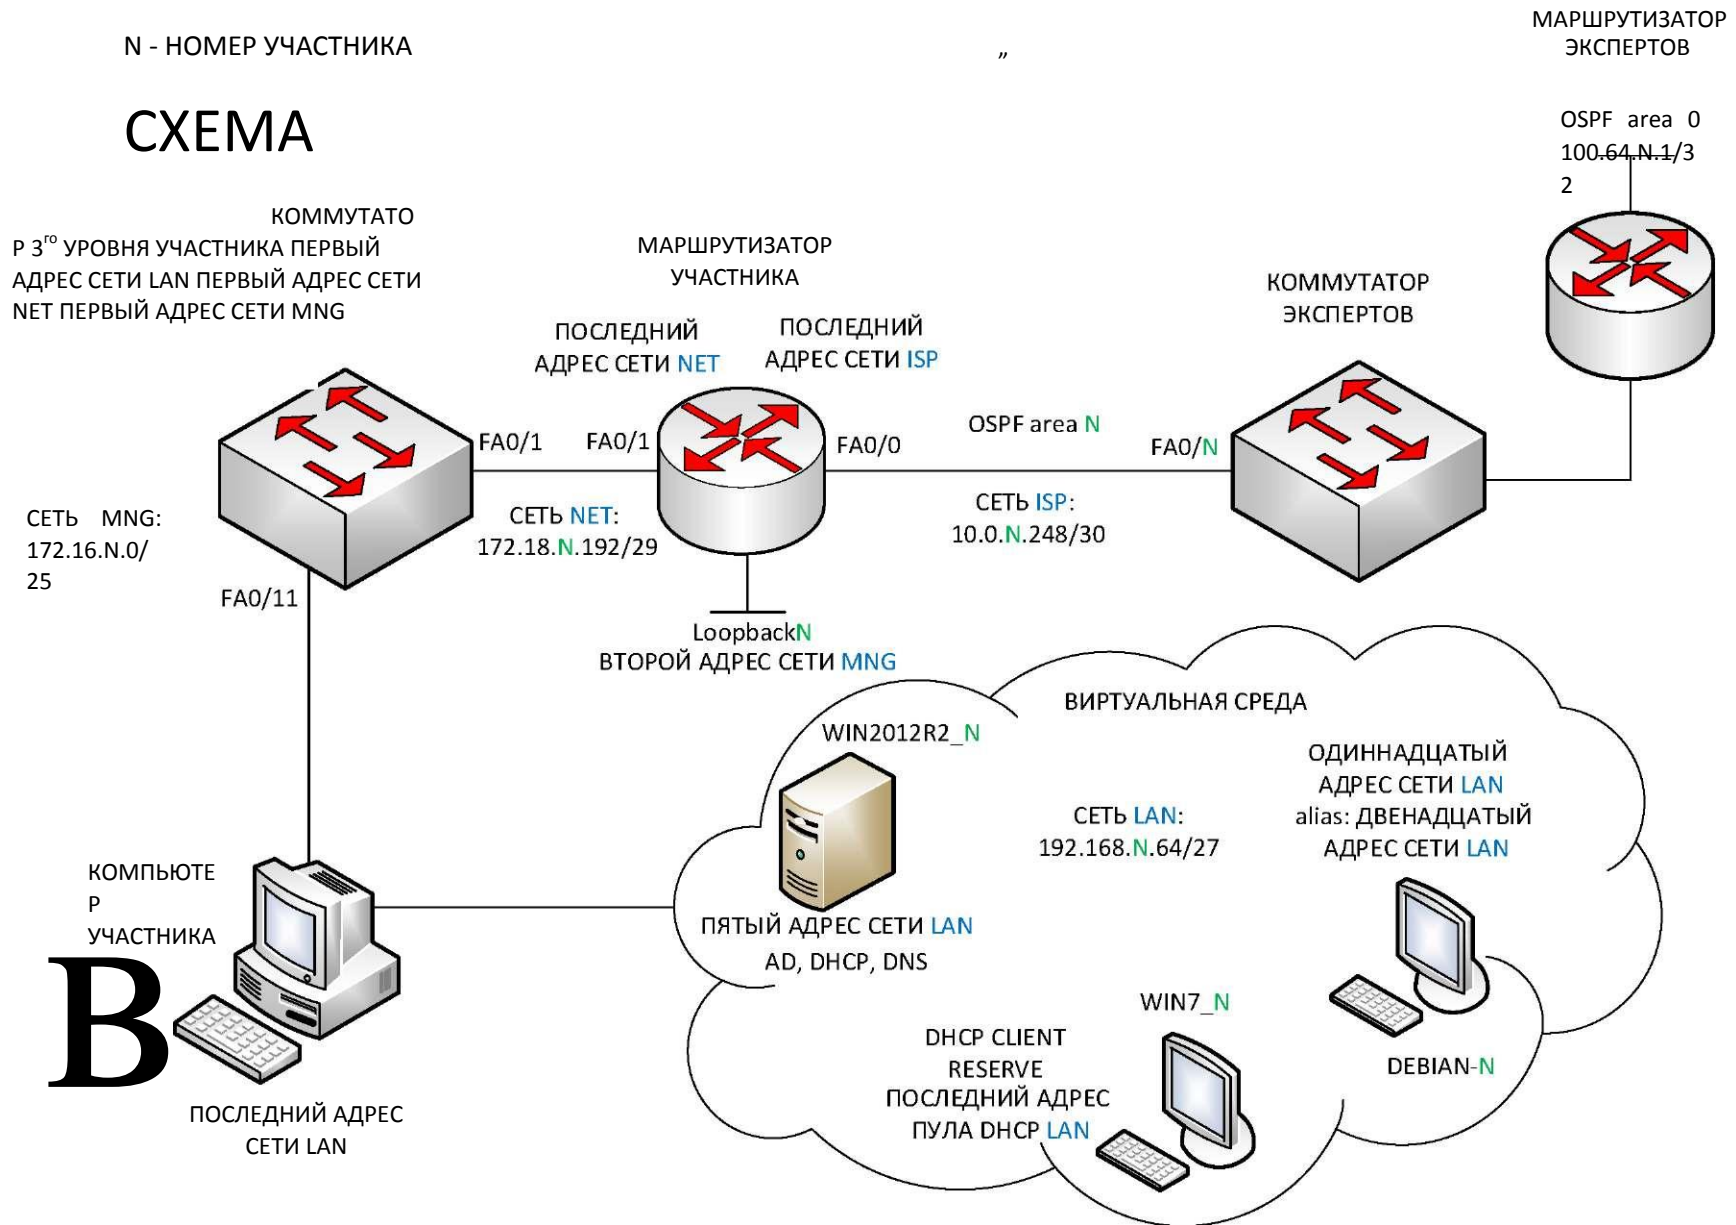 N - НОМЕР УЧАСТНИКА
„
МАРШРУТИЗАТОР
ЭКСПЕРТОВ
СХЕМА
OSPF area 0
100.64.N.1/3
2
КОММУТАТО
Р 3го УРОВНЯ УЧАСТНИКА ПЕРВЫЙ
АДРЕС СЕТИ LAN ПЕРВЫЙ АДРЕС СЕТИ
NET ПЕРВЫЙ АДРЕС СЕТИ MNG
МАРШРУТИЗАТОР
УЧАСТНИКА
КОММУТАТОР
ЭКСПЕРТОВ
ПОСЛЕДНИЙ
АДРЕС СЕТИ NET
ПОСЛЕДНИЙ
АДРЕС СЕТИ ISP
FA0/1
FA0/1
FA0/0
OSPF area N
FA0/N
СЕТЬ MNG:
172.16.N.0/
25
СЕТЬ NET:
172.18.N.192/29
СЕТЬ ISP:
10.0.N.248/30
FA0/11
LoopbackN
ВТОРОЙ АДРЕС СЕТИ MNG
ВИРТУАЛЬНАЯ СРЕДА
WIN2012R2_N
ОДИННАДЦАТЫЙ
АДРЕС СЕТИ LAN
alias: ДВЕНАДЦАТЫЙ
АДРЕС СЕТИ LAN
СЕТЬ LAN:
192.168.N.64/27
КОМПЬЮТЕ
Р
УЧАСТНИКА
В
ПЯТЫЙ АДРЕС СЕТИ LAN
AD, DHCP, DNS
WIN7_N
DHCP CLIENT
RESERVE
ПОСЛЕДНИЙ АДРЕС
ПУЛА DHCP LAN
DEBIAN-N
ПОСЛЕДНИЙ АДРЕС
СЕТИ LAN